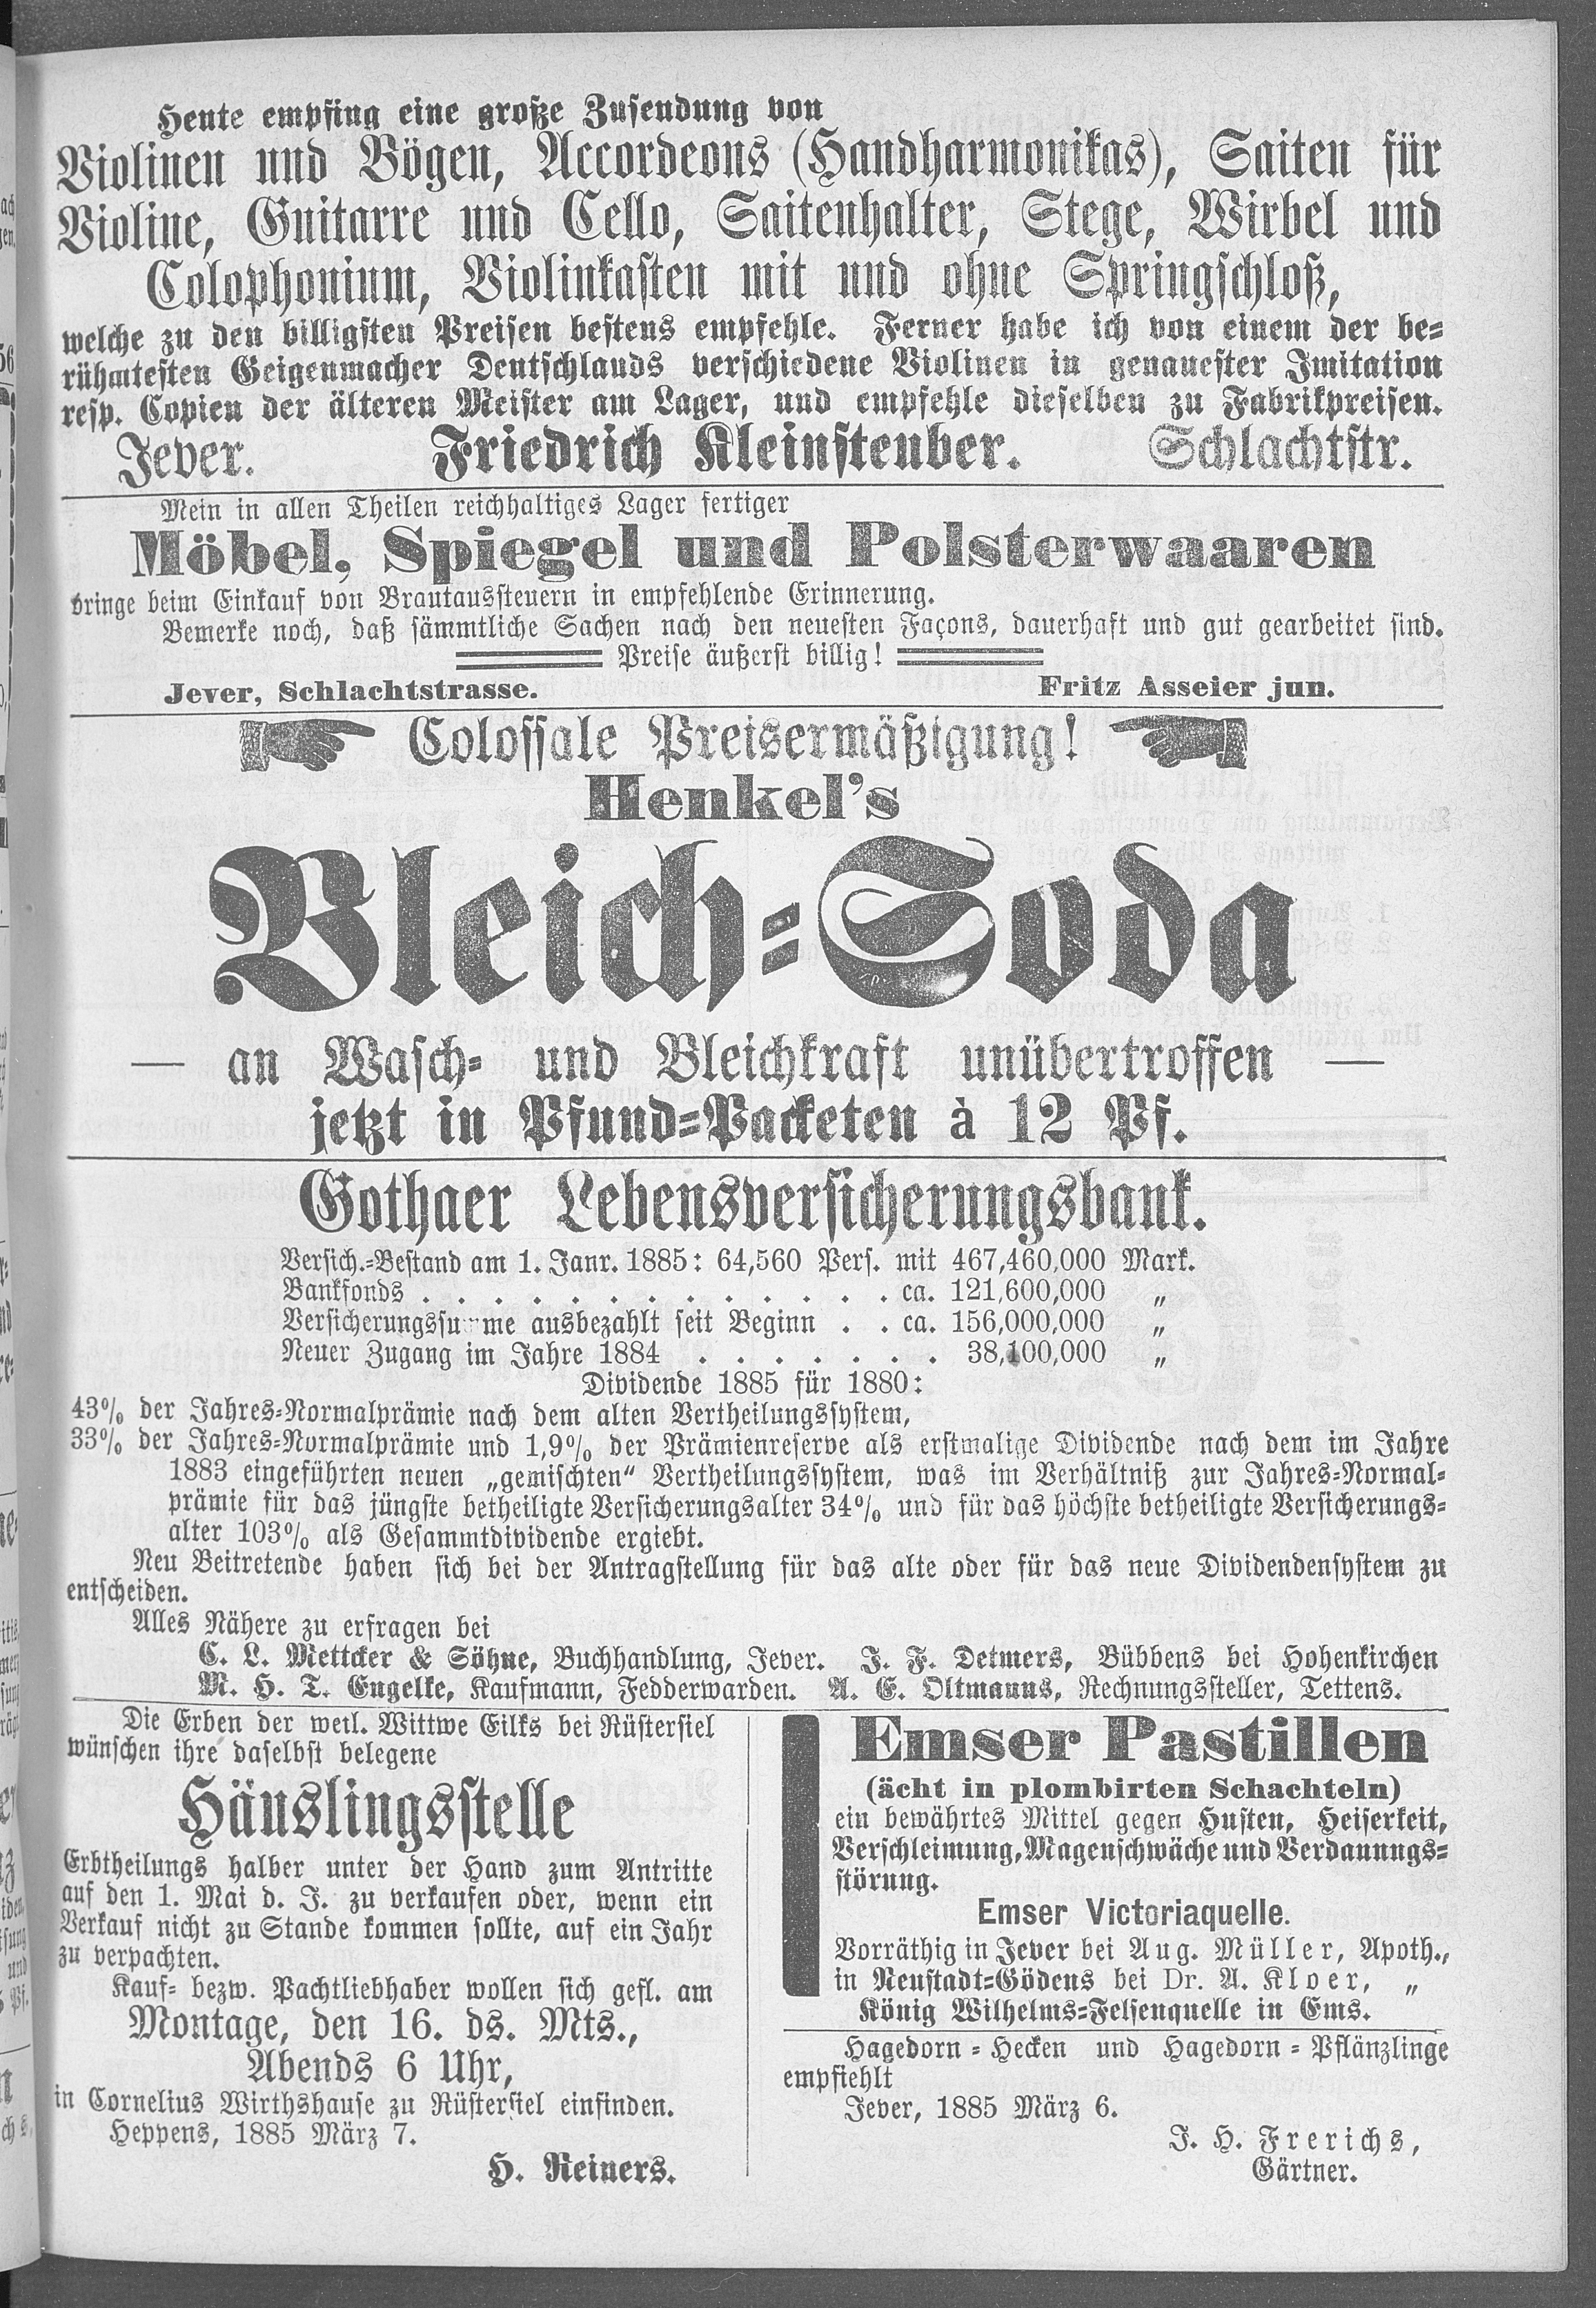 Heute empfing eine große Zusendung von
Violinen und Bögen, Accordeons (Handharmonikas), Saiten für
Violine, Guitarre und Cello, Saitenhalter, Stege, Wirbel und
Colophonium, Violinkasten mit und ohne Springschloß,
welche zu den billigsten Preisen bestens empfehle. Ferner habe ich von einem der be-
rühmtesten Geigenmacher Deutschlands verschiedene Violinen in genauester Imitation
resp. Copien der älteren Meister am Lager, und empfehle dieselben zu Fabrikpreisen.
Jever. Friedrich Kleinsteuber. Schlachtstr.
Mein in allen Theilen reichhaltiges Lager fertiger
Möbel, Spiegel und Polsterwaaren
bringe beim Einkauf von Brautaussteuern in empfehlende Erinnerung.
Bemerke noch, daß sämmtliche Sachen nach den neuesten Façons, dauerhaft und gut gearbeitet sind.
Preise äußerst billig!
Jever, Schlachtstrasse. Fritz Asseier jun.
Colossale Preisermäßigung!
Henkel's
Bleich-Soda
— an Wasch- und Bleichkraft unübertroffen —
jetzt in Pfund-Packeten à 12 Pf.
Gothaer Lebensversicherungsbank.
Versich.-Bestand am 1. Janr. 1885: 64,560 Pers. mit 467,460,000 Mark.
Bankfonds . . . . . . . . . . . . . . ca. 121,600,000 „
Versicherungssumme ausbezahlt seit Beginn . . ca. 156,000,000 „
Neuer Zugang im Jahre 1884 . . . . . . . 38,100,000 „
Dividende 1885 für 1880:
43% der Jahres-Normalprämie nach dem alten Vertheilungssystem,
33% der Jahres-Normalprämie und 1,9% der Prämienreserve als erstmalige Dividende nach dem im Jahre
1883 eingeführten neuen „gemischten“ Vertheilungssystem, was im Verhältniß zur Jahres-Normal-
prämie für das jüngste betheiligte Versicherungsalter 34% und für das höchste betheiligte Versicherungs-
alter 103% als Gesammtdividende ergiebt.
Neu Beitretende haben sich bei der Antragstellung für das alte oder für das neue Dividendensystem zu
entscheiden.
Alles Nähere zu erfragen bei
C. L. Mettcker & Söhne, Buchhandlung, Jever. J. F. Detmers, Bübbens bei Hohenkirchen
M. H. T. Engelke, Kaufmann, Fedderwarden. A. E. Oltmanns, Rechnungssteller, Tettens.
Die Erben der weil. Wittwe Eilks bei Rüstersiel
wünschen ihre daselbst belegene
Häuslingsstelle
Erbtheilungs halber unter der Hand zum Antritte
auf den 1. Mai d. J. zu verkaufen oder, wenn ein
Verkauf nicht zu Stande kommen sollte, auf ein Jahr
zu verpachten.
Kauf- bezw. Pachtliebhaber wollen sich gefl. am
Montage, den 16. ds. Mts.,
Abends 6 Uhr,
in Cornelius Wirthshause zu Rüstersiel einfinden.
Heppens, 1885 März 7.
H. Reiners.
Emser Pastillen
(ächt in plombirten Schachteln)
ein bewährtes Mittel gegen Husten, Heiserkeit,
Verschleimung, Magenschwäche und Verdauungs-
störung.
Emser Victoriaquelle.
Vorräthig in Jever bei Aug. Müller, Apoth.,
in Neustadt-Gödens bei Dr. A. Kloer, „
König Wilhelms-Felsenquelle in Ems.
Hagedorn-Hecken und Hagedorn-Pflänzlinge
empfiehlt
Jever, 1885 März 6.
J. H. Frerichs,
Gärtner.